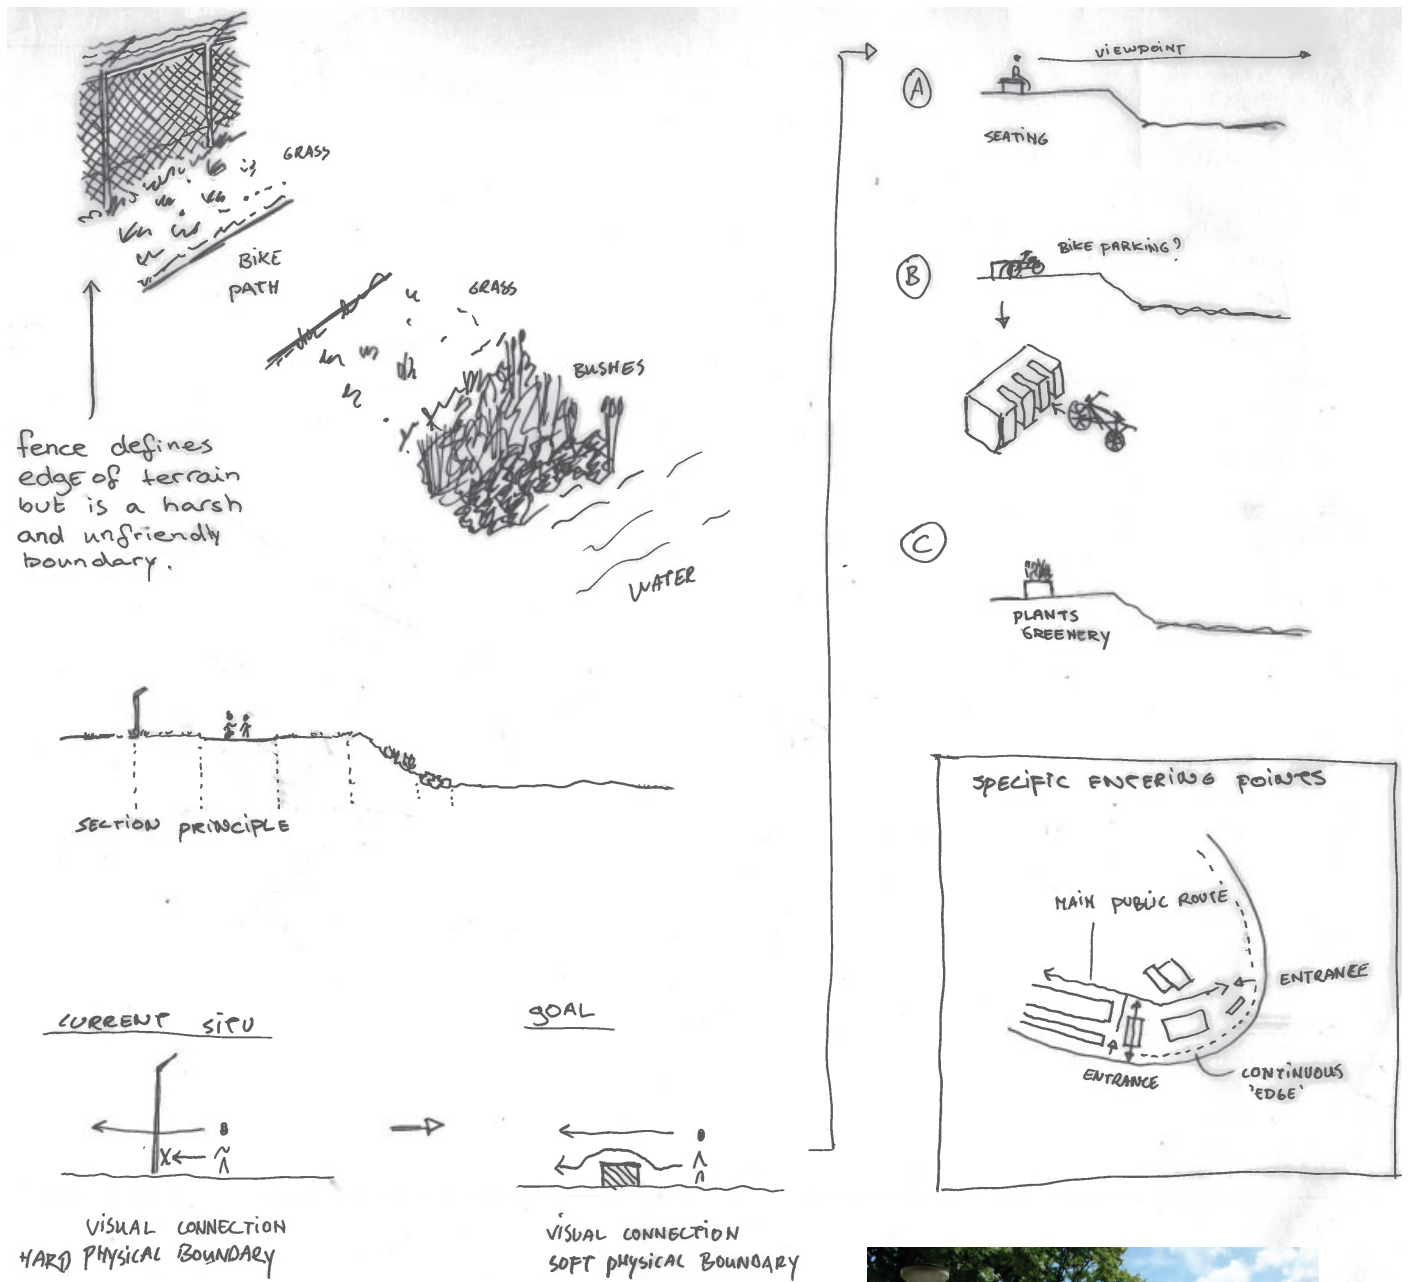 GRASS
BIKE
PATH
GRASS
BUSHES
WATER
fence defines
edge of terrain
but is a harsh
and unfriendly
boundary.
SECTION PRINCIPLE
CURRENT SITU
X
VISUAL CONNECTION
HARD PHYSICAL BOUNDARY
GOAL
VISUAL CONNECTION
SOFT PHYSICAL BOUNDARY
A
VIEWPOINT
SEATING
B
BIKE PARKING?
C
PLANTS
GREENERY
SPECIFIC ENTERING POINTS
MAIN PUBLIC ROUTE
ENTRANCE
ENTRANCE
CONTINUOUS
'EDGE'